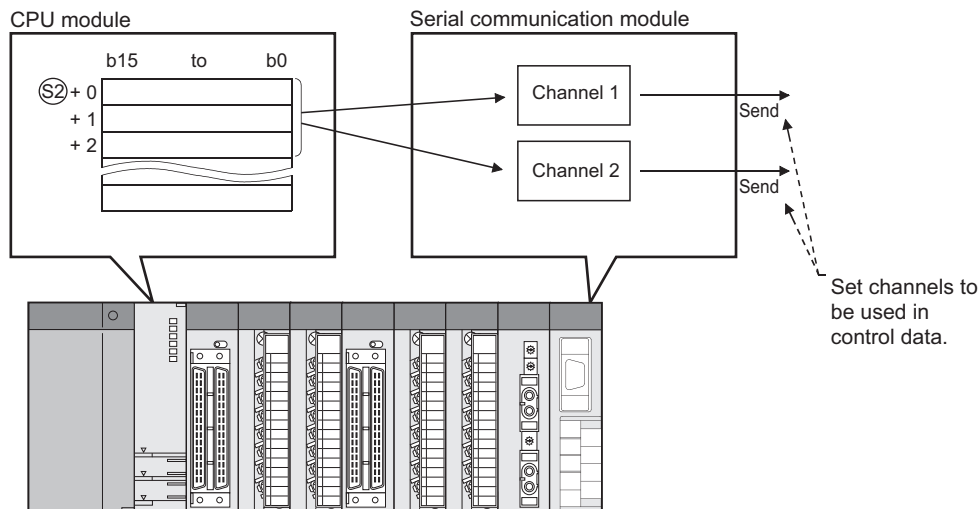 CPU module
Serial communication module
b15 to b0
S2 + 0
+ 1
+ 2
Channel 1
Send
Channel 2
Send
Set channels to
be used in
control data.